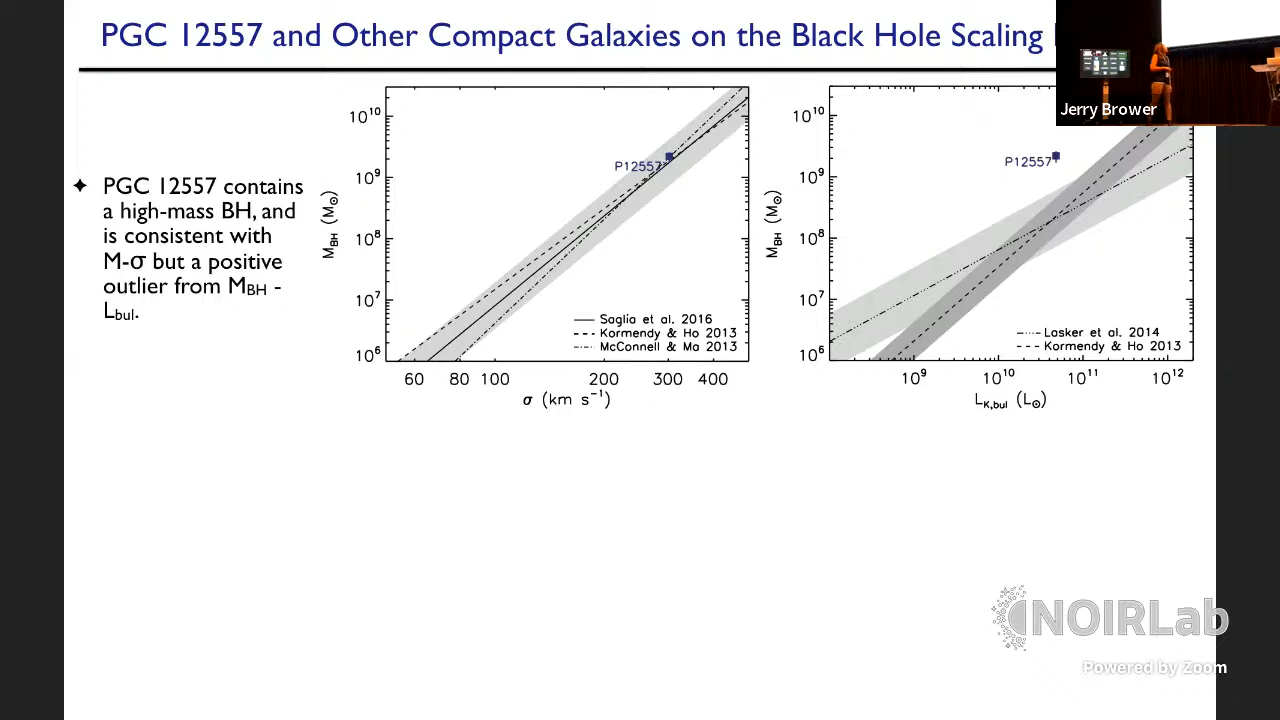 PGC 12557 and Other Compact Galaxies on the Black Hole Scaling
Jerry Brower
✦ PGC 12557 contains
a high-mass BH, and
is consistent with
M-σ but a positive
outlier from MBH -
Lbul.
10^10
10^9
10^8
10^7
10^6
MBH (M⊙)
P12557
Saglia et al. 2016
Kormendy & Ho 2013
McConnell & Ma 2013
60 80 100 200 300 400
σ (km s^-1)
10^10
10^9
10^8
10^7
10^6
MBH (M⊙)
P12557
Lasker et al. 2014
Kormendy & Ho 2013
10^9 10^10 10^11 10^12
LK,bul (L⊙)
NOIRLab
Powered by Zoom